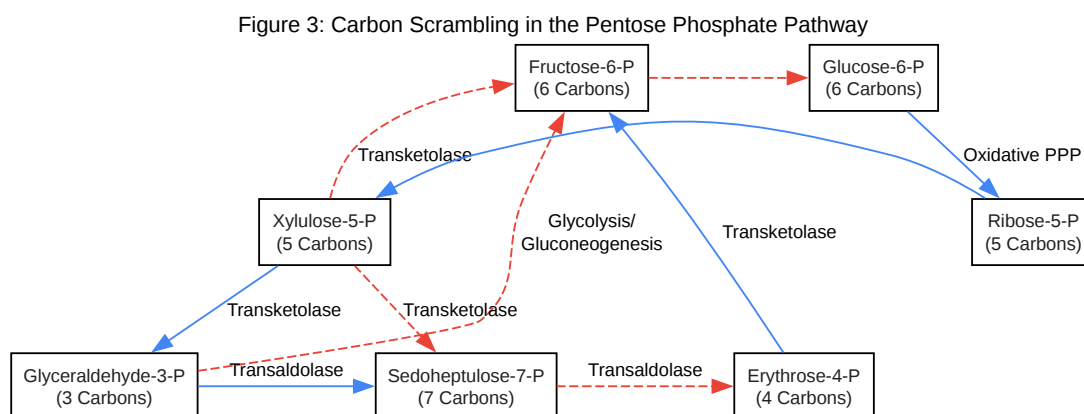 Figure 3: Carbon Scrambling in the Pentose Phosphate Pathway
Fructose-6-P
(6 Carbons)
Glucose-6-P
(6 Carbons)
Transketolase
Oxidative PPP
Xylulose-5-P
(5 Carbons)
Glycolysis/
Gluconeogenesis
Transketolase
Ribose-5-P
(5 Carbons)
Transketolase
Transketolase
Glyceraldehyde-3-P
(3 Carbons)
Transaldolase
Sedoheptulose-7-P
(7 Carbons)
Transaldolase
Erythrose-4-P
(4 Carbons)